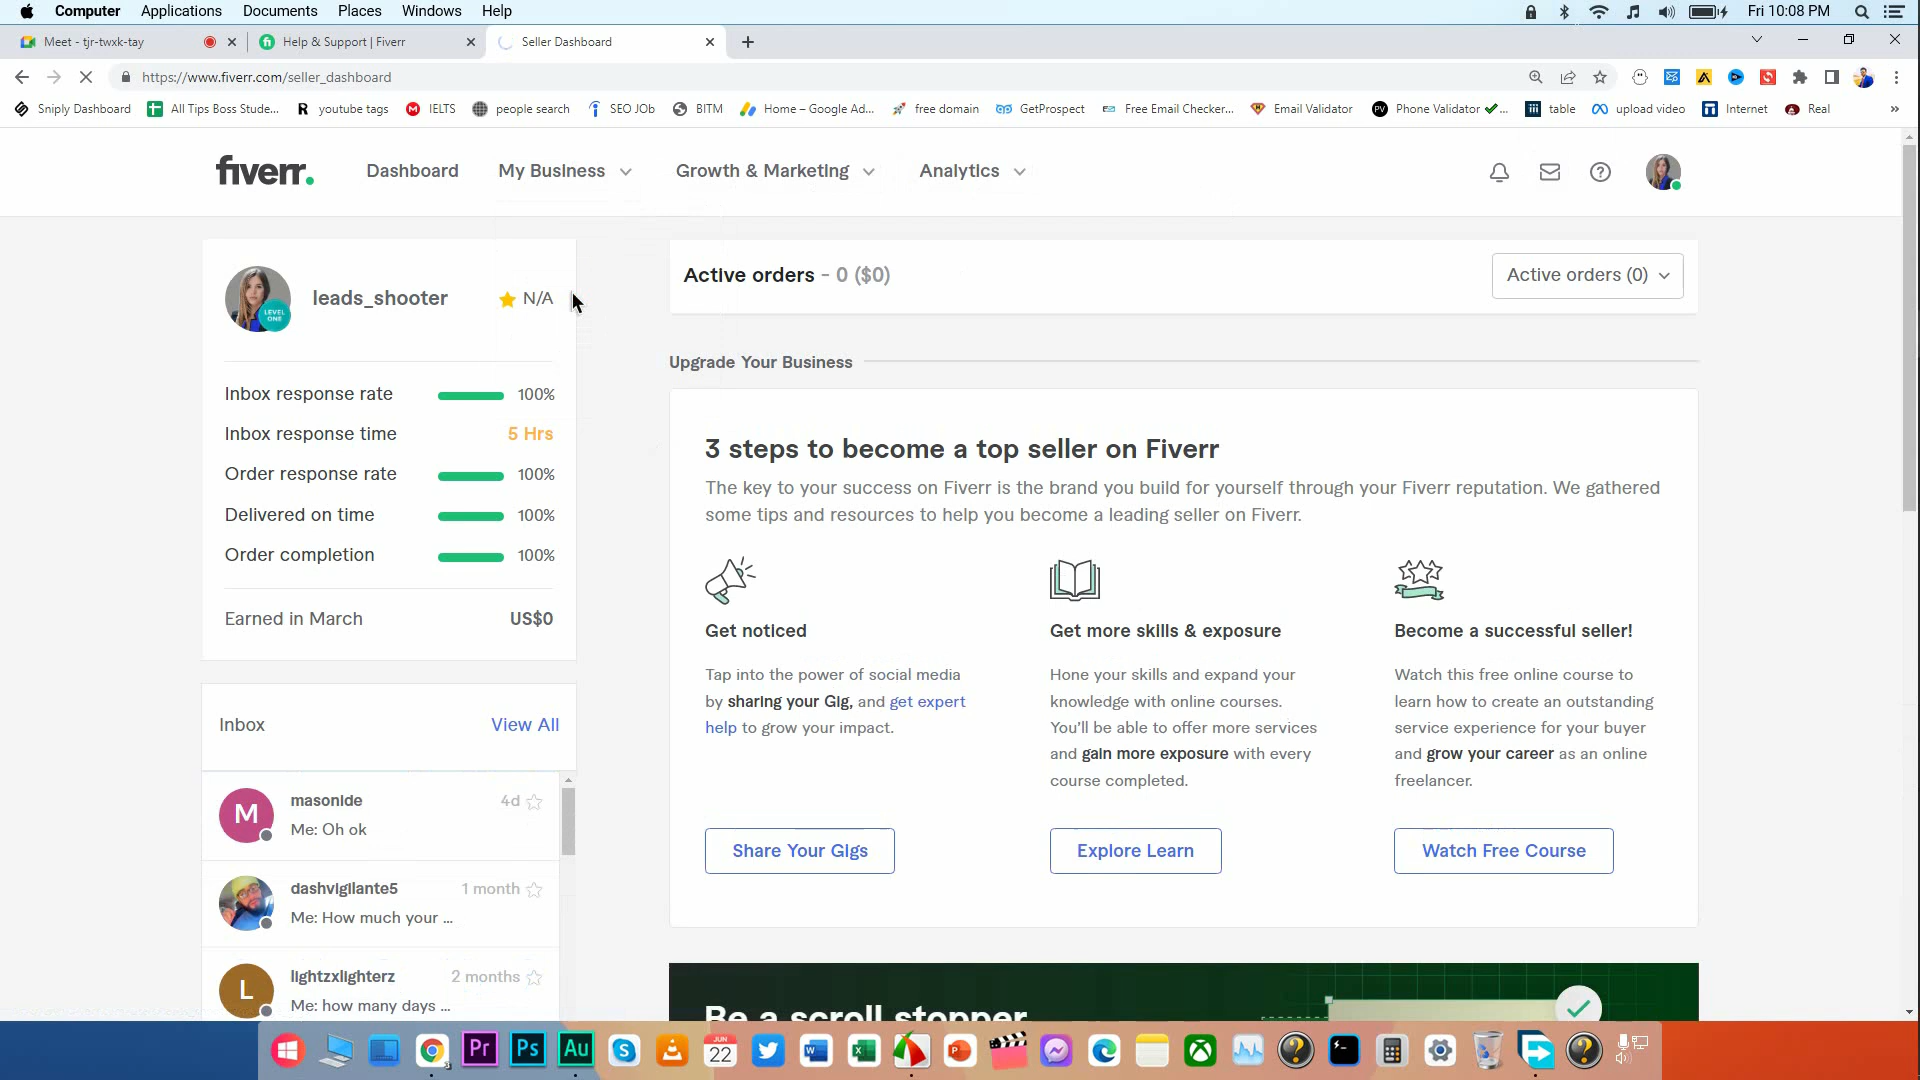 Computer Applications Documents Places Windows Help Fri 10:08 PM
Meet - tjr-twxk-tay Help & Support | Fiverr Seller Dashboard
https://www.fiverr.com/seller_dashboard
Sniply Dashboard All Tips Boss Stude... R youtube tags IELTS people search SEO JOb BITM Home – Google Ad... free domain GetProspect Free Email Checker... Email Validator PV Phone Validator ✔... table upload video Internet Real »
fiverr. Dashboard My Business Growth & Marketing Analytics
leads_shooter N/A
LEVEL
ONE
Inbox response rate 100%
Inbox response time 5 Hrs
Order response rate 100%
Delivered on time 100%
Order completion 100%
Earned in March US$0
Inbox View All
M masonide 4d
Me: Oh ok
dashvigilante5 1 month
Me: How much your ...
L lightzxlighterz 2 months
Me: how many days ...
Active orders - 0 ($0) Active orders (0)
Upgrade Your Business
3 steps to become a top seller on Fiverr
The key to your success on Fiverr is the brand you build for yourself through your Fiverr reputation. We gathered
some tips and resources to help you become a leading seller on Fiverr.
Get noticed
Tap into the power of social media
by sharing your Gig, and get expert
help to grow your impact.
Share Your Gigs
Get more skills & exposure
Hone your skills and expand your
knowledge with online courses.
You'll be able to offer more services
and gain more exposure with every
course completed.
Explore Learn
Become a successful seller!
Watch this free online course to
learn how to create an outstanding
service experience for your buyer
and grow your career as an online
freelancer.
Watch Free Course
Be a scroll stopper
Pr Ps Au JUN 22